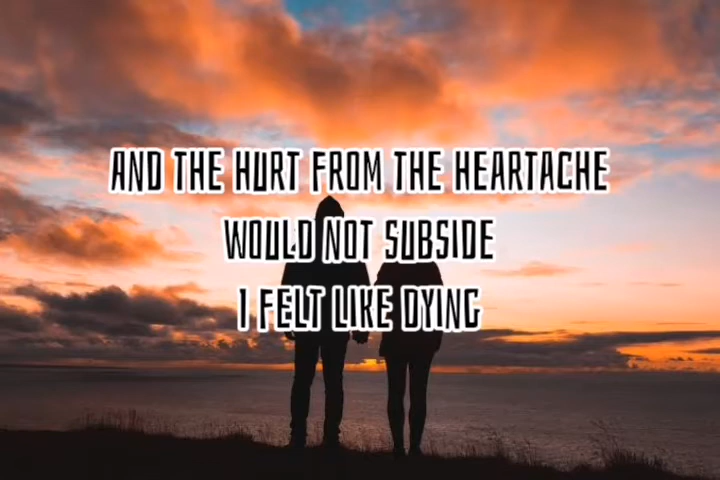 AND THE HURT FROM THE HEARTACHE
WOULD NOT SUBSIDE
I FELT LIKE DYING